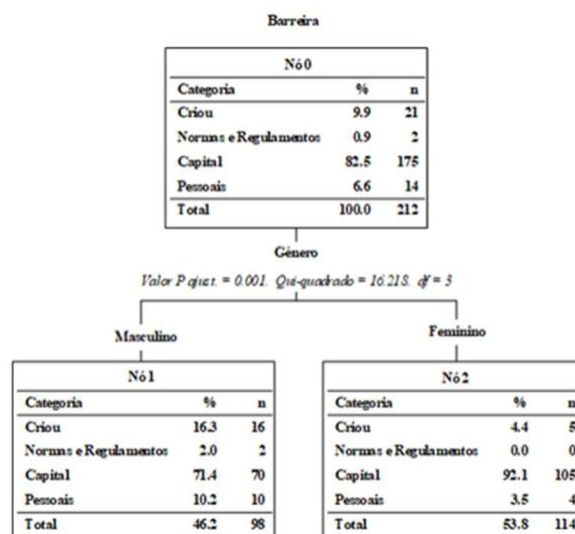 Barreira
Nó 0
Categoria % n
Criou 9.9 21
Normas e Regulamentos 0.9 2
Capital 82.5 175
Pessoais 6.6 14
Total 100.0 212
Género
Valor P ajust. = 0.001. Qui-quadrado = 16.218. df = 3
Masculino
Nó 1
Categoria % n
Criou 16.3 16
Normas e Regulamentos 2.0 2
Capital 71.4 70
Pessoais 10.2 10
Total 46.2 98
Feminino
Nó 2
Categoria % n
Criou 4.4 5
Normas e Regulamentos 0.0 0
Capital 92.1 105
Pessoais 3.5 4
Total 53.8 114